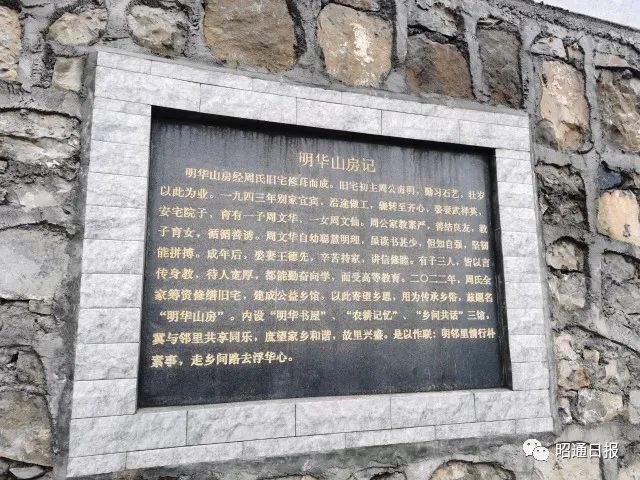 明华山房记
明华山房经周氏旧宅修葺而成。旧宅初主周公海明，勤习石艺，壮岁
以此为业。一九四三年别家宜宾，沿途做工，辗转至齐心，娶妻武祥英，
安宅院子，育有一子周文华，一女周文仙。周公家教素严，善结良友，教
子育女，循循善诱。周文华自幼聪慧明理，虽读书甚少，但知自强，坚韧
能拼搏。成年后，娶妻王德先，辛苦持家，讲信修睦。有子三人，皆以言
传身教，待人宽厚，都能勤奋向学，而受高等教育。二〇二二年，周氏全
家筹资修缮旧宅，建成公益乡馆，以此寄望乡思，用为传承乡俗，兹题名
“明华山房”。内设“明华书屋”、“农耕记忆”、“乡间共话”三馆，
冀与邻里共享同乐，庶望家乡和谐，故里兴盛。是以作联：明邻里情行朴
素事，走乡间路去浮华心。
昭通日报